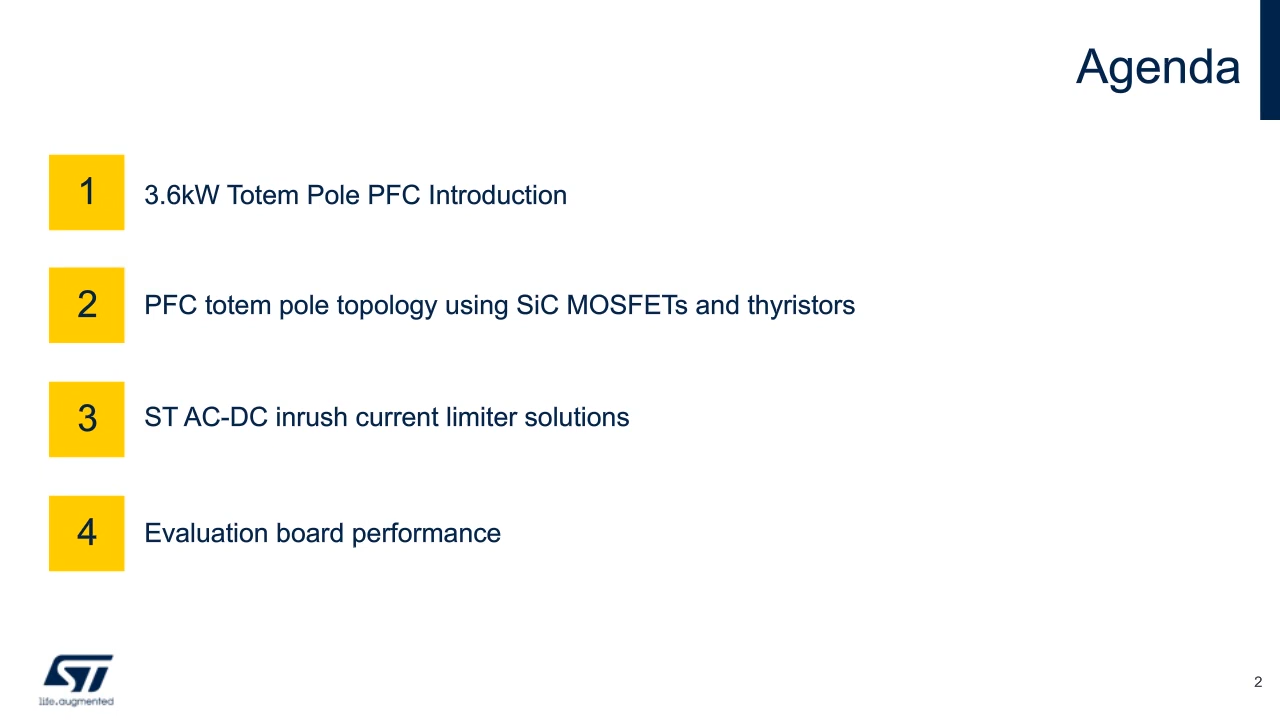 Agenda
1
3.6kW Totem Pole PFC Introduction
2
PFC totem pole topology using SiC MOSFETs and thyristors
3
ST AC-DC inrush current limiter solutions
4
Evaluation board performance
ST
life.augmented
2